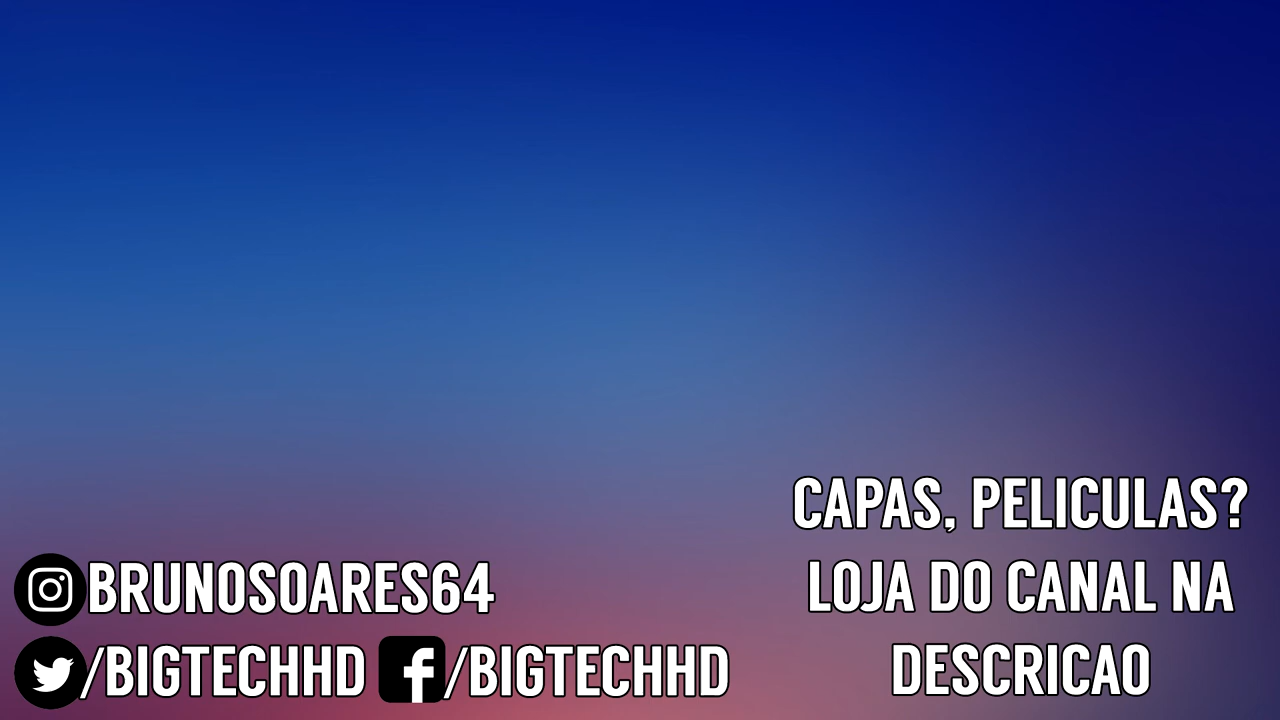 BRUNOSOARES64
/BIGTECHHD /BIGTECHHD
CAPAS, PELICULAS?
LOJA DO CANAL NA
DESCRICAO